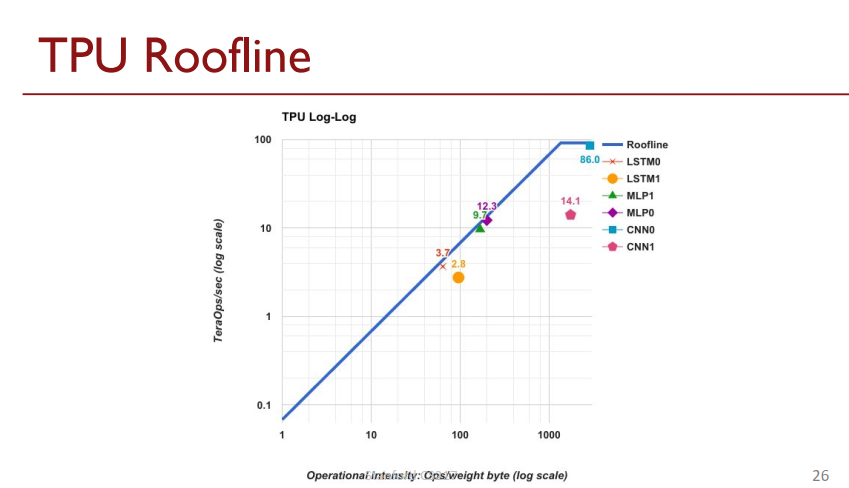 TPU Roofline
TPU Log-Log
100
10
1
0.1
1
10
100
1000
TeraOps/sec (log scale)
Operational Intensity: Ops/weight byte (log scale)
3.7
2.8
9.7
12.3
14.1
86.0
Roofline
LSTM0
LSTM1
MLP1
MLP0
CNN0
CNN1
26